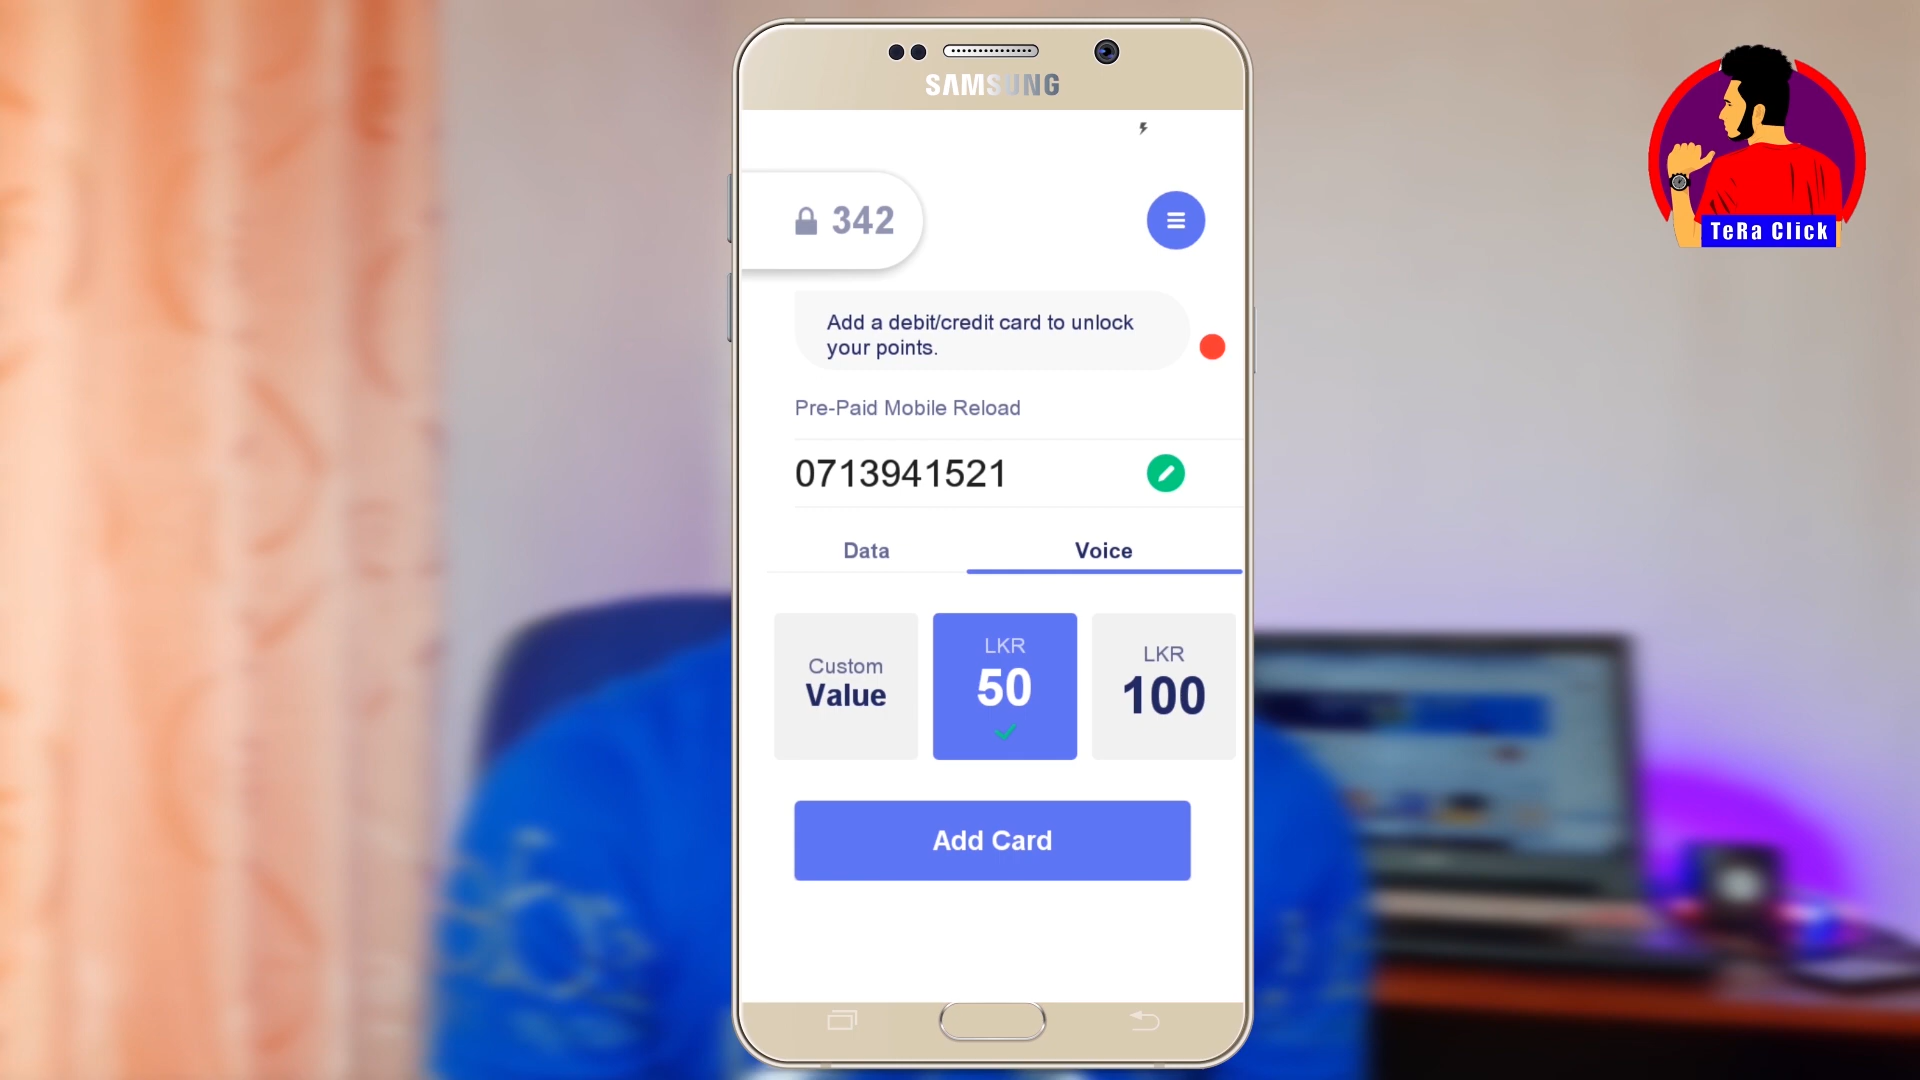 SAMSUNG
342
Add a debit/credit card to unlock
your points.
Pre-Paid Mobile Reload
0713941521
Data Voice
Custom
Value
LKR
50
LKR
100
Add Card
TeRa Click